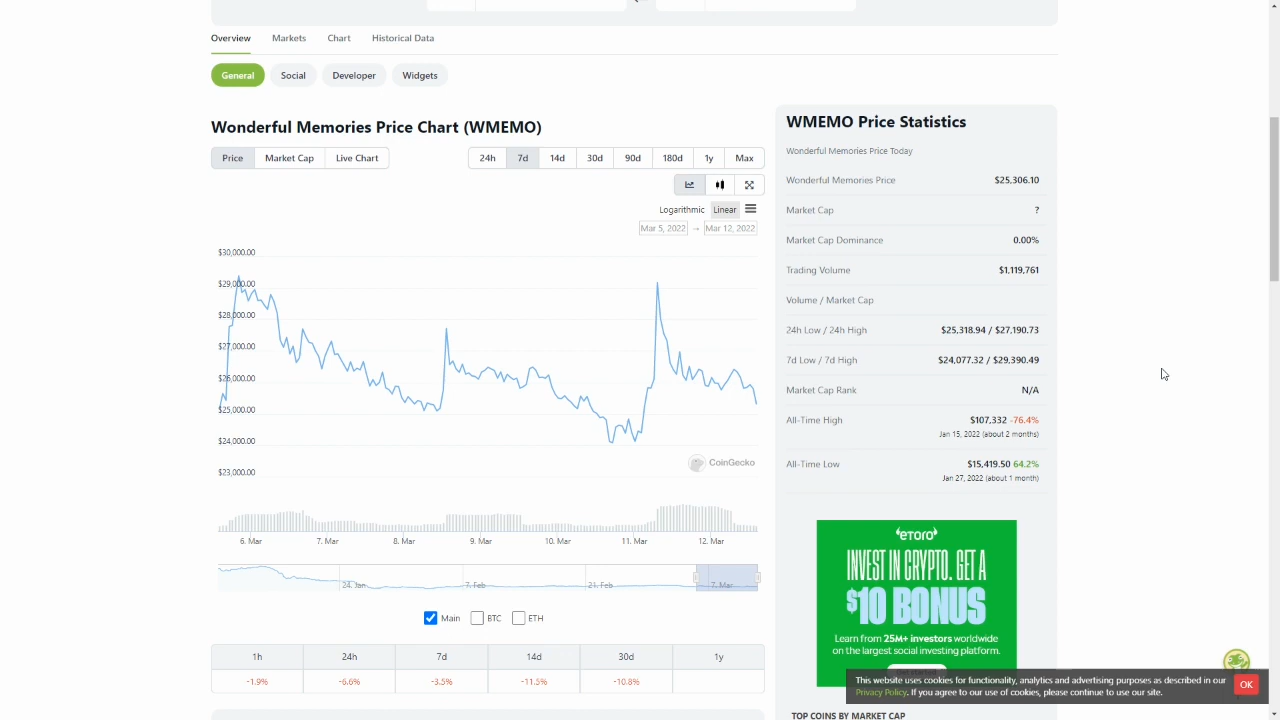 Overview Markets Chart Historical Data
General Social Developer Widgets
Wonderful Memories Price Chart (WMEMO)
Price Market Cap Live Chart
24h 7d 14d 30d 90d 180d 1y Max
Logarithmic Linear
Mar 5, 2022 → Mar 12, 2022
$30,000.00
$29,000.00
$28,000.00
$27,000.00
$26,000.00
$25,000.00
$24,000.00
$23,000.00
CoinGecko
6. Mar 7. Mar 8. Mar 9. Mar 10. Mar 11. Mar 12. Mar
24. Jan 7. Feb 21. Feb 7. Mar
Main BTC ETH
1h 24h 7d 14d 30d 1y
-1.9% -6.6% -3.5% -11.5% -10.8%
WMEMO Price Statistics
Wonderful Memories Price Today
Wonderful Memories Price $25,306.10
Market Cap ?
Market Cap Dominance 0.00%
Trading Volume $1,119,761
Volume / Market Cap
24h Low / 24h High $25,318.94 / $27,190.73
7d Low / 7d High $24,077.32 / $29,390.49
Market Cap Rank N/A
All-Time High $107,332 -76.4%
Jan 15, 2022 (about 2 months)
All-Time Low $15,419.50 64.2%
Jan 27, 2022 (about 1 month)
eToro
INVEST IN CRYPTO. GET A
$10 BONUS
Learn from 25M+ investors worldwide
on the largest social investing platform.
This website uses cookies for functionality, analytics and advertising purposes as described in our
Privacy Policy. If you agree to our use of cookies, please continue to use our site.
OK
TOP COINS BY MARKET CAP